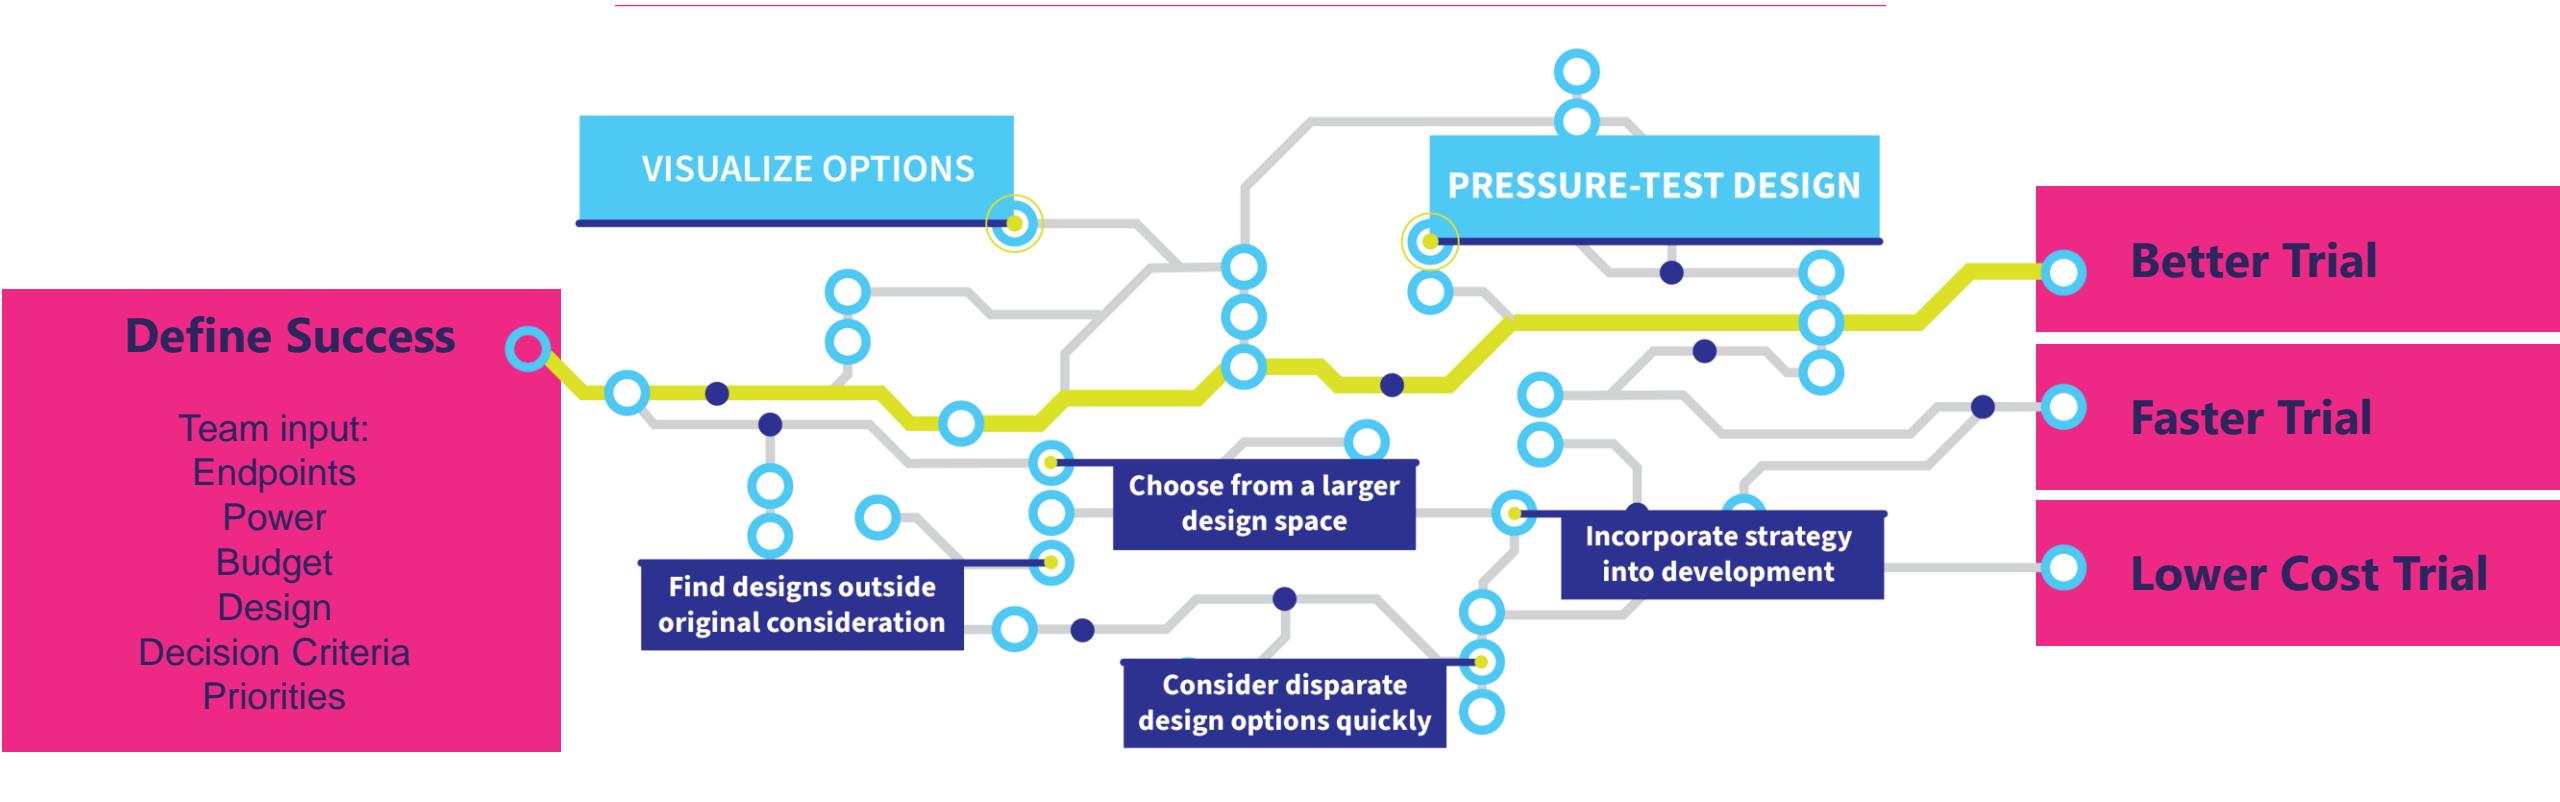 Define Success
Team input:
Endpoints
Power
Budget
Design
Decision Criteria
Priorities
VISUALIZE OPTIONS
PRESSURE-TEST DESIGN
Choose from a larger
design space
Find designs outside
original consideration
Incorporate strategy
into development
Consider disparate
design options quickly
Better Trial
Faster Trial
Lower Cost Trial